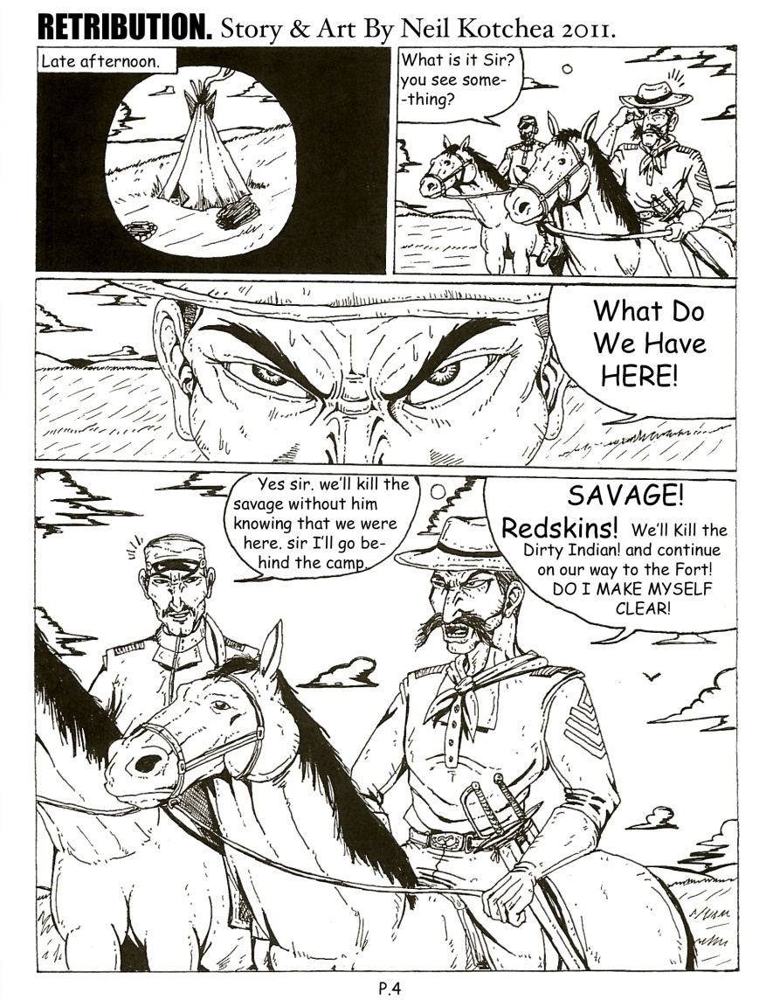 RETRIBUTION. Story & Art By Neil Kotchea 2011.
Late afternoon.
What is it Sir?
you see some-
-thing?
What Do
We Have
HERE!
Yes sir. we'll kill the
savage without him
knowing that we were
here. sir I'll go be-
hind the camp.
SAVAGE!
Redskins! We'll Kill the
Dirty Indian! and continue
on our way to the Fort!
DO I MAKE MYSELF
CLEAR!
P.4